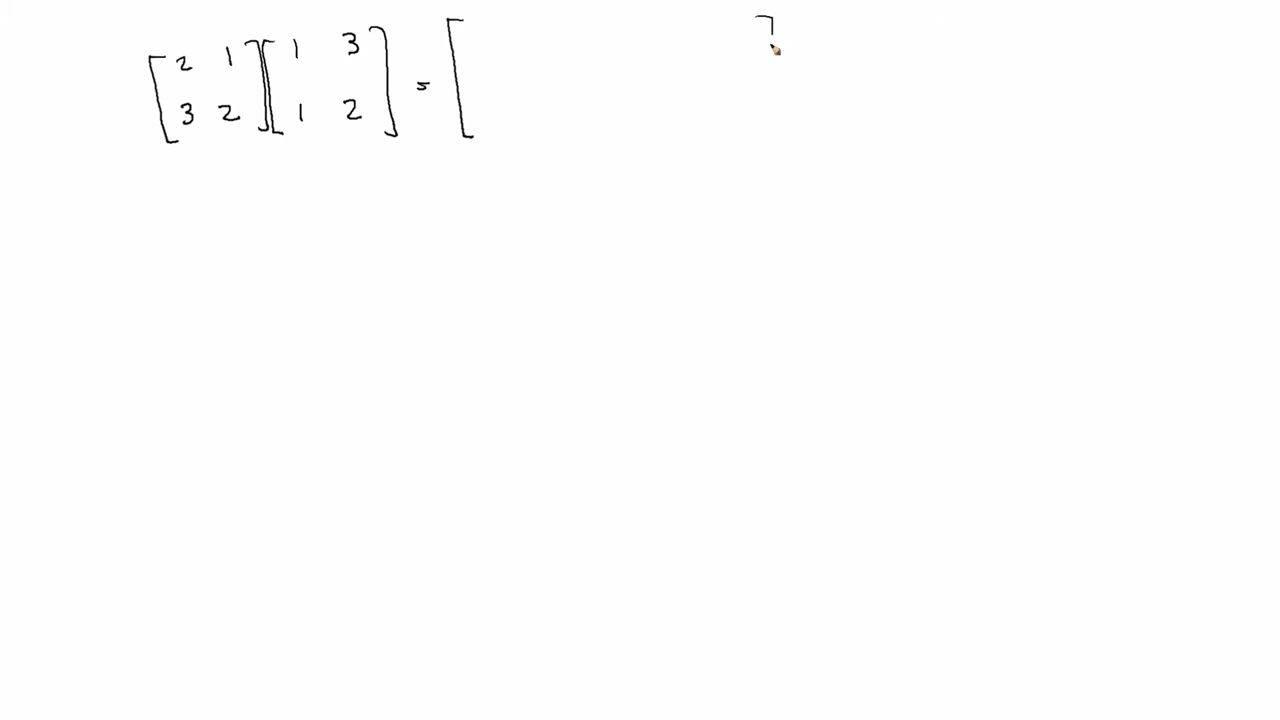 [2 1][1 3] = [ ]
[3 2][1 2]